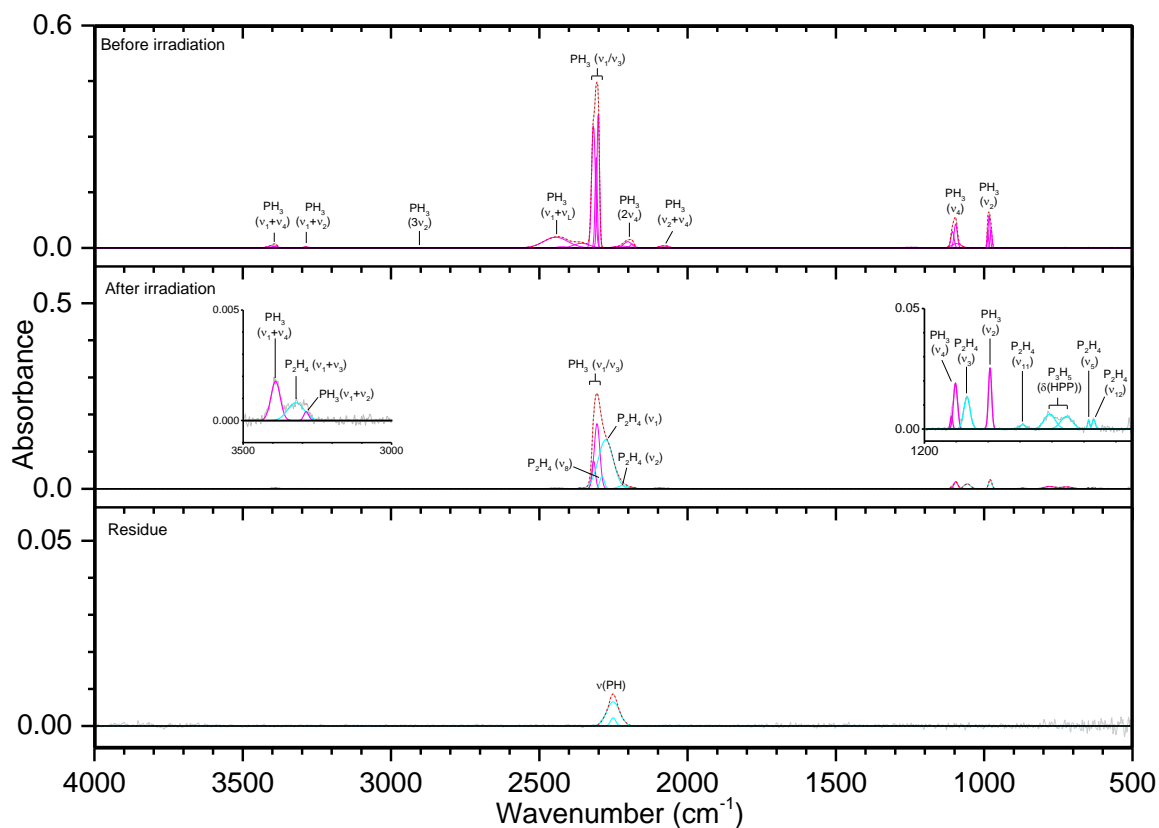 0.6
Before irradiation
PH₃ (ν₁/ν₃)
PH₃
(ν₁+ν₄)
PH₃
(ν₁+ν₂)
PH₃
(3ν₂)
PH₃
(ν₁+ν_L)
PH₃
(2ν₄)
PH₃
(ν₂+ν₄)
PH₃
(ν₄)
PH₃
(ν₂)
0.0
After irradiation
0.5
0.005
PH₃
(ν₁+ν₄)
P₂H₄ (ν₁+ν₃)
PH₃(ν₁+ν₂)
0.000
3500
3000
PH₃ (ν₁/ν₃)
P₂H₄ (ν₁)
P₂H₄ (ν₈)
P₂H₄ (ν₂)
0.05
PH₃
(ν₄)
P₂H₄
(ν₃)
PH₃
(ν₂)
P₂H₄
(ν₁₁)
P₃H₅
(δ(HPP))
P₂H₄
(ν₅)
P₂H₄
(ν₁₂)
0.00
1200
0.0
Absorbance
Residue
0.05
ν(PH)
0.00
4000 3500 3000 2500 2000 1500 1000 500
Wavenumber (cm⁻¹)